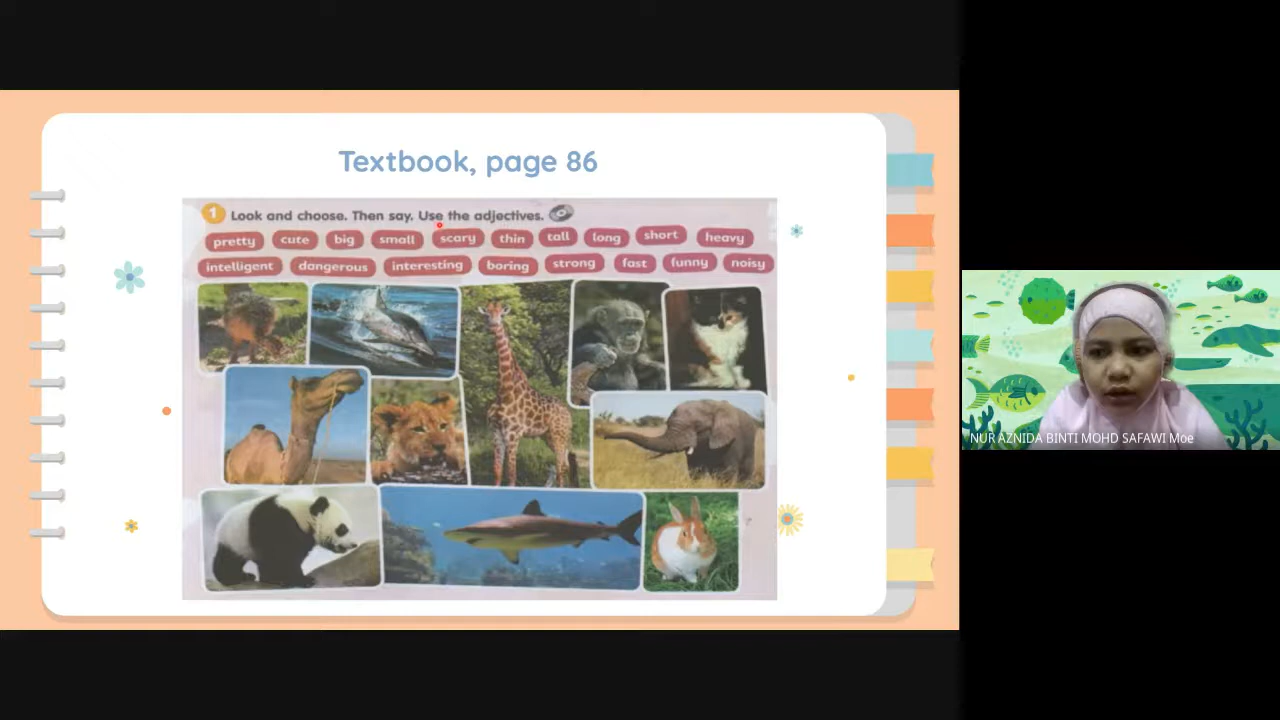 Textbook, page 86
1 Look and choose. Then say. Use the adjectives.
pretty cute big small scary thin tall long short heavy
intelligent dangerous interesting boring strong fast funny noisy
NUR AZNIDA BINTI MOHD SAFAWI Moe